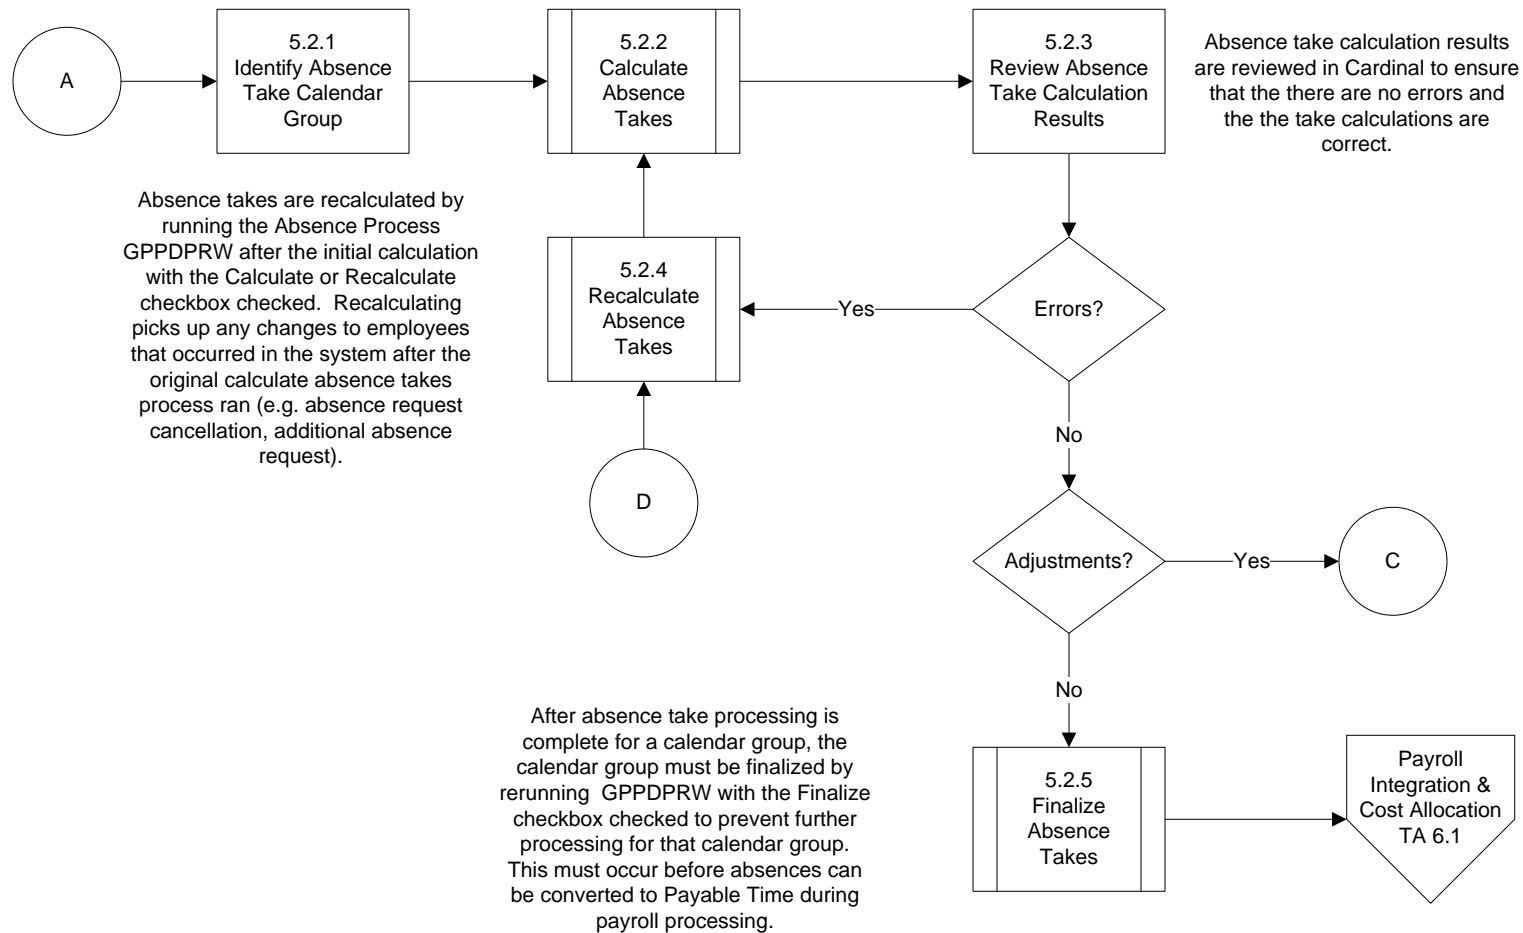 A
5.2.1
Identify Absence
Take Calendar
Group
5.2.2
Calculate
Absence
Takes
5.2.3
Review Absence
Take Calculation
Results
Absence take calculation results
are reviewed in Cardinal to ensure
that the there are no errors and
the the take calculations are
correct.
Absence takes are recalculated by
running the Absence Process
GPPDPRW after the initial calculation
with the Calculate or Recalculate
checkbox checked.  Recalculating
picks up any changes to employees
that occurred in the system after the
original calculate absence takes
process ran (e.g. absence request
cancellation, additional absence
request).
5.2.4
Recalculate
Absence
Takes
Yes
Errors?
No
D
Adjustments?
Yes
C
No
After absence take processing is
complete for a calendar group, the
calendar group must be finalized by
rerunning  GPPDPRW with the Finalize
checkbox checked to prevent further
processing for that calendar group.
This must occur before absences can
be converted to Payable Time during
payroll processing.
5.2.5
Finalize
Absence
Takes
Payroll
Integration &
Cost Allocation
TA 6.1